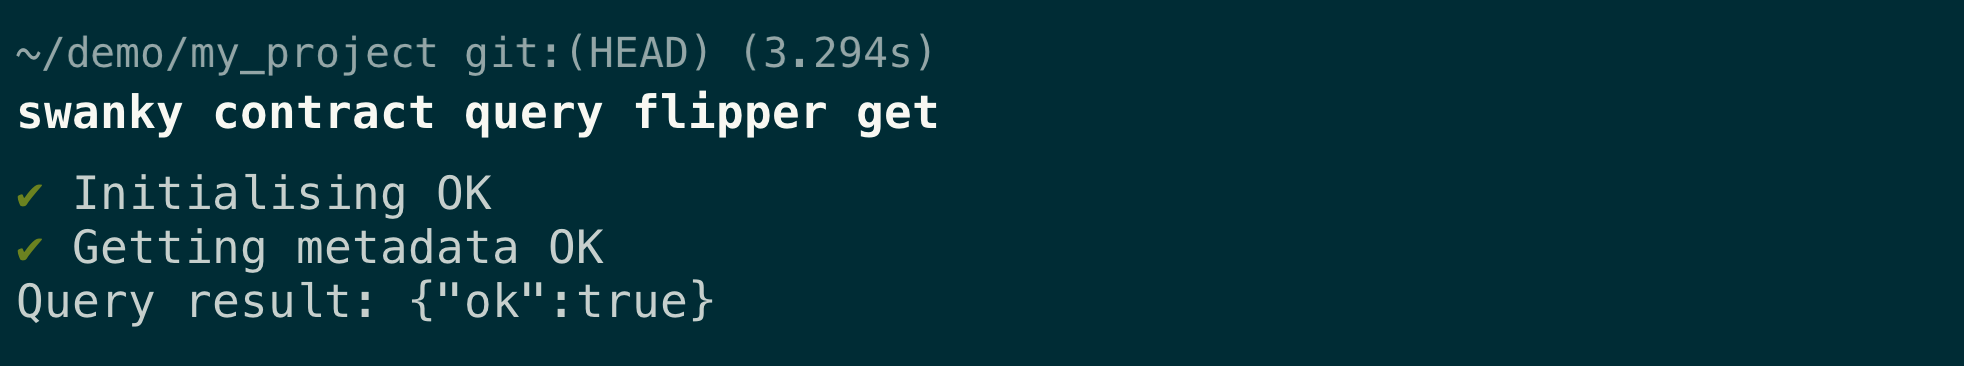 ~/demo/my_project git:(HEAD) (3.294s)
swanky contract query flipper get
✔ Initialising OK
✔ Getting metadata OK
Query result: {"ok":true}